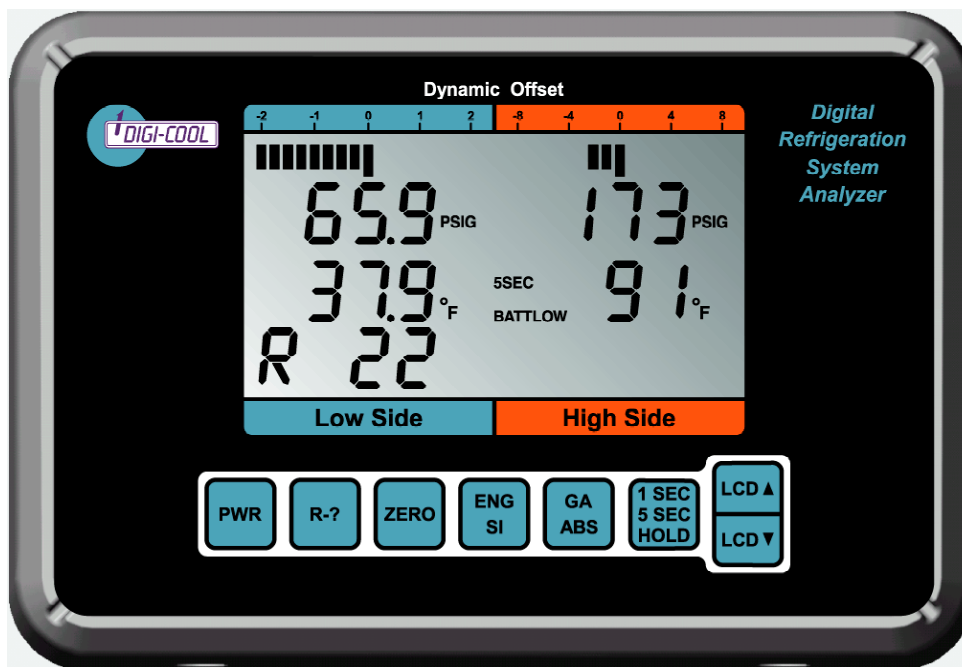 Dynamic Offset
-2 -1 0 1 2 -8 -4 0 4 8
DIGI-COOL
Digital
Refrigeration
System
Analyzer
65.9 PSIG 173 PSIG
37.9 °F 5SEC 91 °F
BATTLOW
R 22
Low Side High Side
PWR
R-?
ZERO
ENG
SI
GA
ABS
1 SEC
5 SEC
HOLD
LCD ▲
LCD ▼